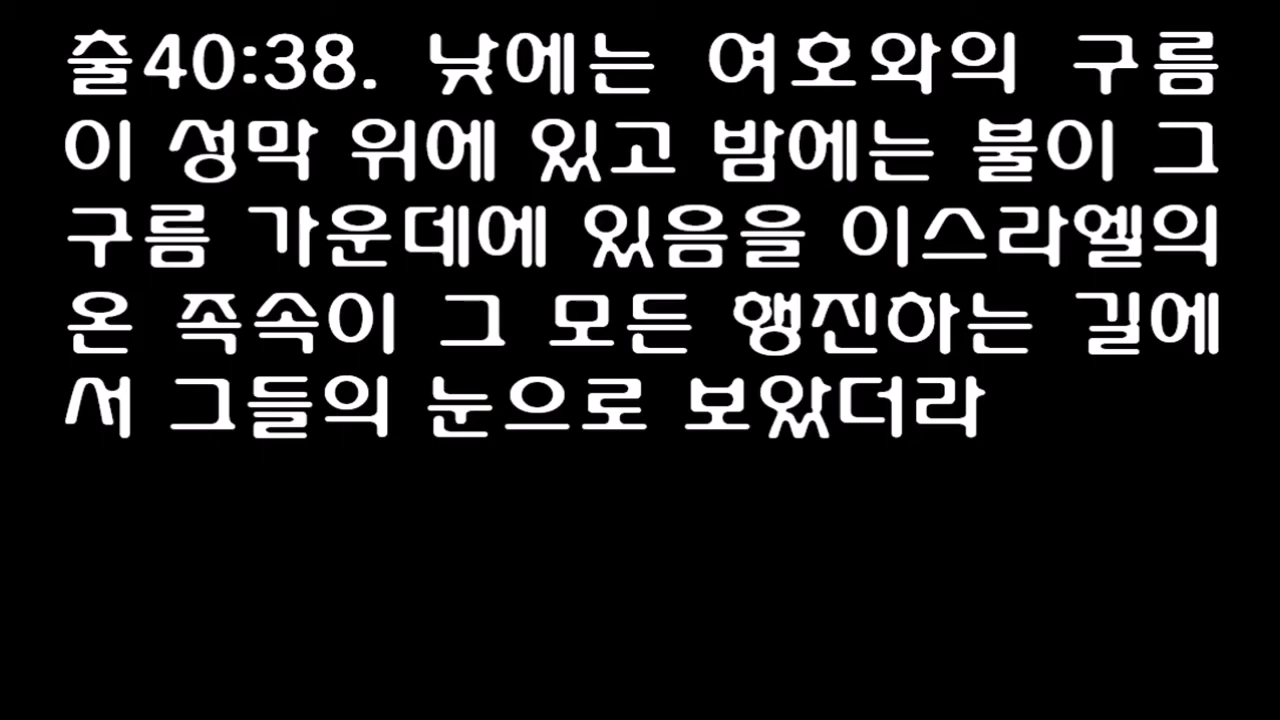 출40:38. 낮에는 여호와의 구름
이 성막 위에 있고 밤에는 불이 그
구름 가운데에 있음을 이스라엘의
온 족속이 그 모든 행진하는 길에
서 그들의 눈으로 보았더라